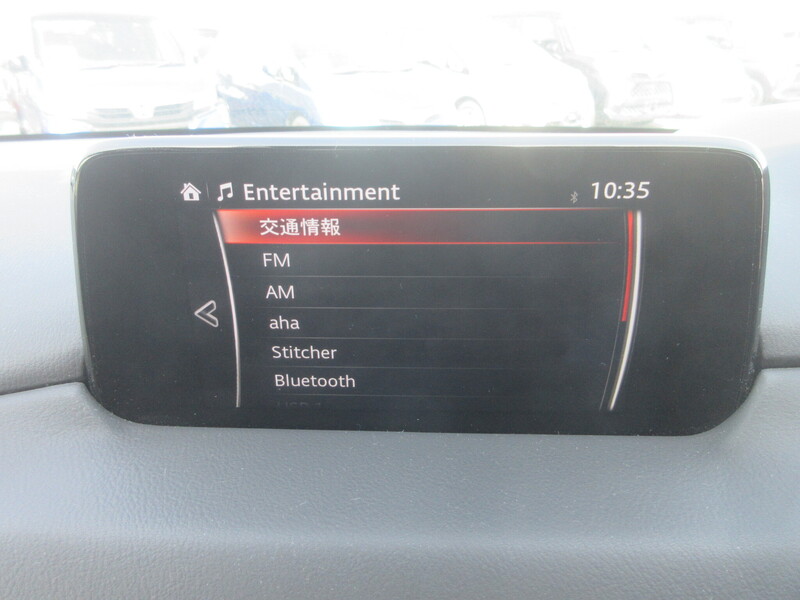 Entertainment 10:35
交通情報
FM
AM
aha
Stitcher
Bluetooth